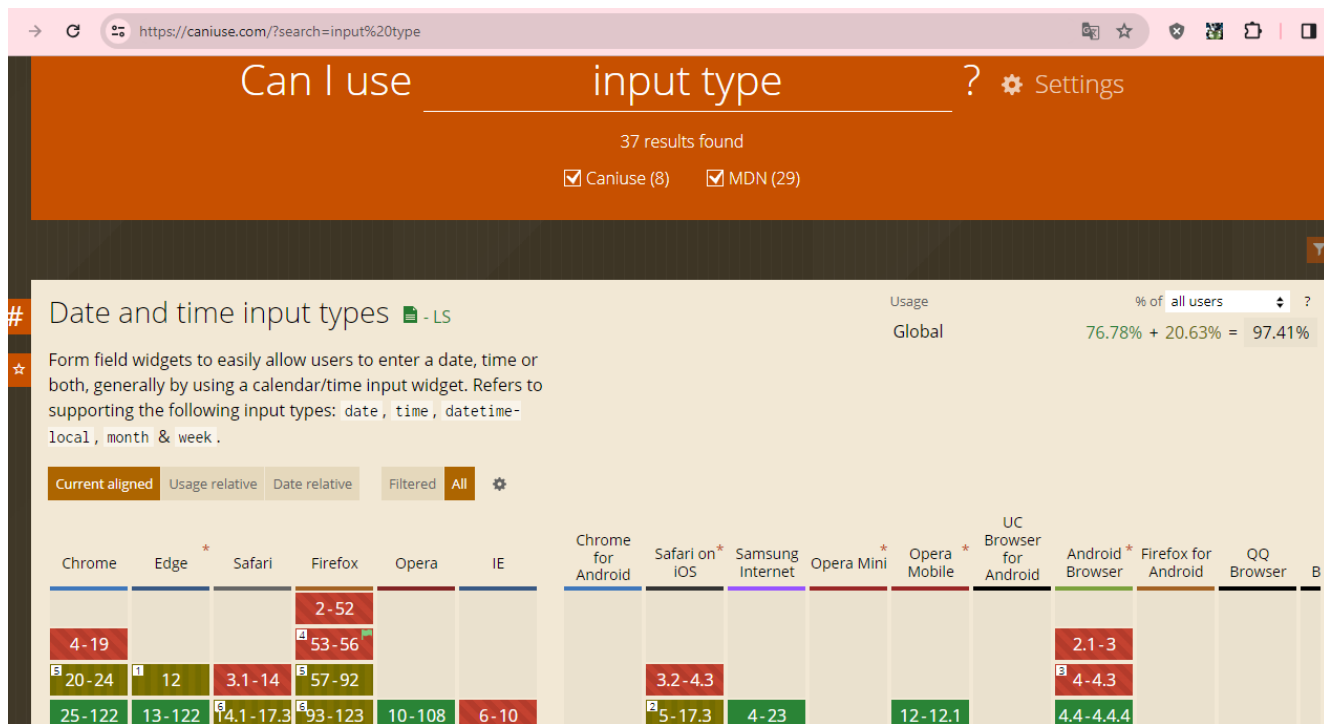 https://caniuse.com/?search=input%20type
Can I use input type ? Settings
37 results found
Caniuse (8) MDN (29)
# Date and time input types - LS
Usage % of all users ?
Global 76.78% + 20.63% = 97.41%
Form field widgets to easily allow users to enter a date, time or
both, generally by using a calendar/time input widget. Refers to
supporting the following input types: date, time, datetime-
local, month & week.
Current aligned Usage relative Date relative Filtered All
Chrome Edge * Safari Firefox Opera IE Chrome for Android Safari on iOS * Samsung Internet Opera Mini * Opera Mobile * UC Browser for Android Android Browser * Firefox for Android QQ Browser B
2-52
4-19 4 53-56 2.1-3
5 20-24 1 12 3.1-14 5 57-92 3.2-4.3 3 4-4.3
25-122 13-122 6 14.1-17.3 6 93-123 10-108 6-10 2 5-17.3 4-23 12-12.1 4.4-4.4.4